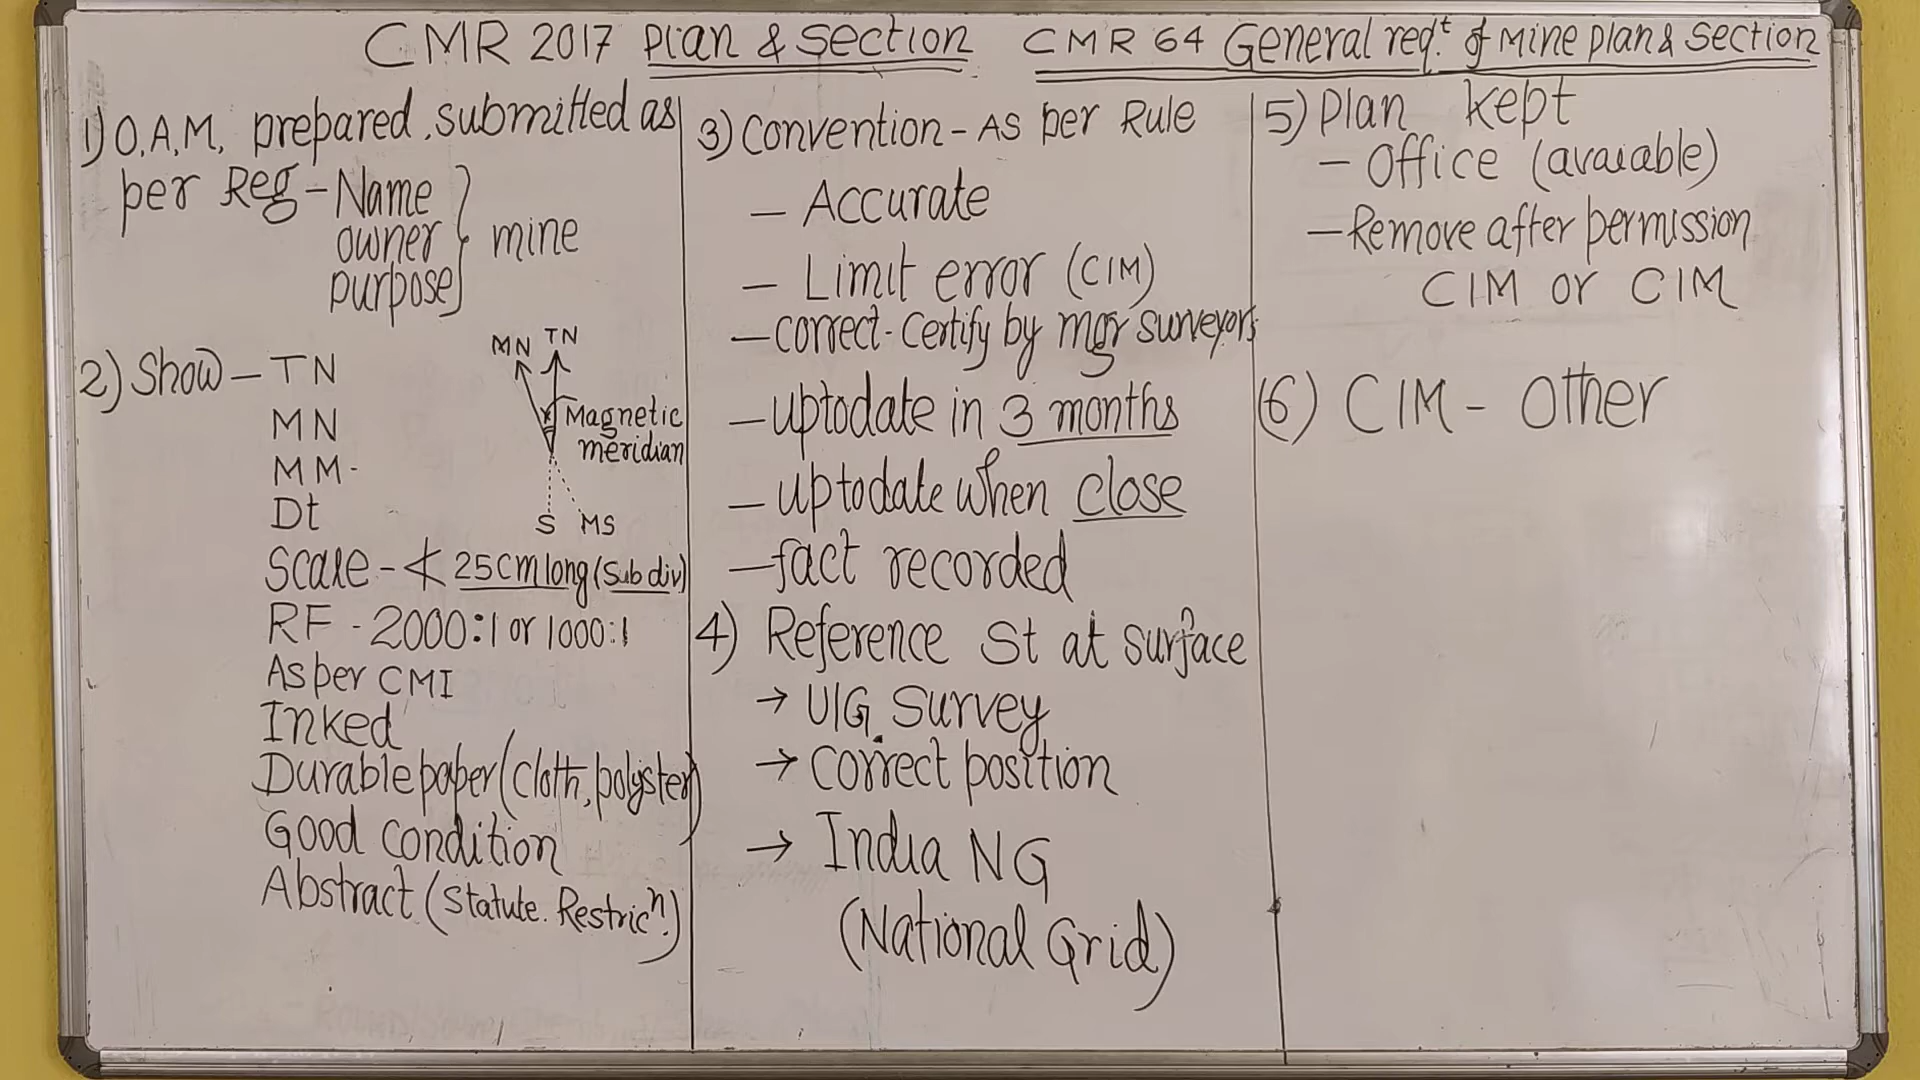 CMR 2017 Plan & Section CMR 64 General reqt. of Mine plan & Section
1) O.A.M. prepared, submitted as
per Reg - Name
owner
purpose
mine
2) Show - TN
MN
MM-
Dt
Scale - ≮ 25cm long (Sub div)
RF - 2000:1 or 1000:1
As per CMI
Inked
Durable paper (Cloth, polyster)
Good Condition
Abstract (Statute. Restricn.)
MN TN
Magnetic
meridian
S MS
3) Convention - As per Rule
- Accurate
- Limit error (CIM)
- correct - Certify by mgr surveyors
- uptodate in 3 months
- uptodate when close
- fact recorded
4) Reference St at surface
→ U/G Survey
→ Correct position
→ India NG
(National Grid)
5) Plan kept
- Office (avaiable)
- Remove after permission
CIM or CIM
(6) CIM - Other